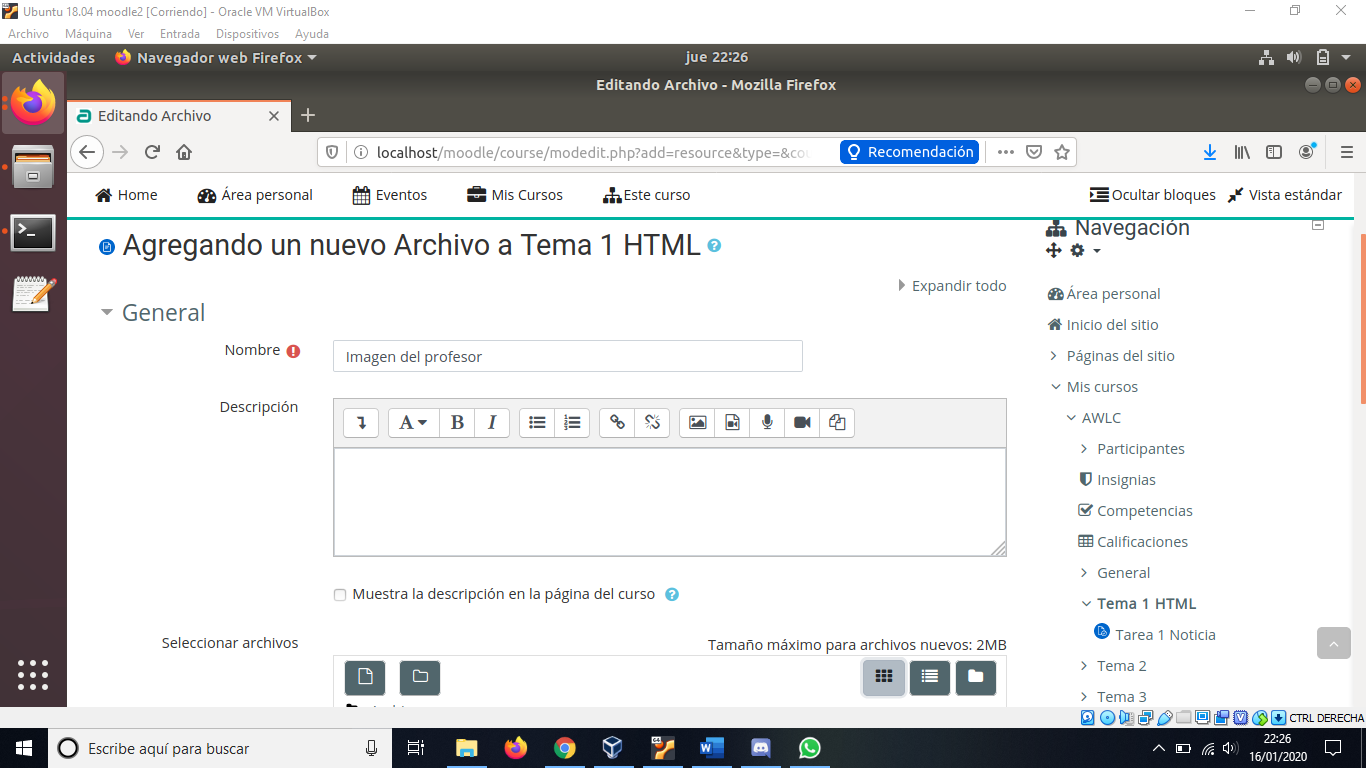 Ubuntu 18.04 moodle2 [Corriendo] - Oracle VM VirtualBox
Archivo Máquina Ver Entrada Dispositivos Ayuda
Actividades Navegador web Firefox jue 22:26
Editando Archivo - Mozilla Firefox
Editando Archivo
localhost/moodle/course/modedit.php?add=resource&type=&cou Recomendación
Home Área personal Eventos Mis Cursos Este curso Ocultar bloques Vista estándar
Agregando un nuevo Archivo a Tema 1 HTML
Expandir todo
General
Nombre Imagen del profesor
Descripción
A B I
Muestra la descripción en la página del curso
Seleccionar archivos Tamaño máximo para archivos nuevos: 2MB
Navegación
Área personal
Inicio del sitio
Páginas del sitio
Mis cursos
AWLC
Participantes
Insignias
Competencias
Calificaciones
General
Tema 1 HTML
Tarea 1 Noticia
Tema 2
Tema 3
CTRL DERECHA
Escribe aquí para buscar
22:26
16/01/2020